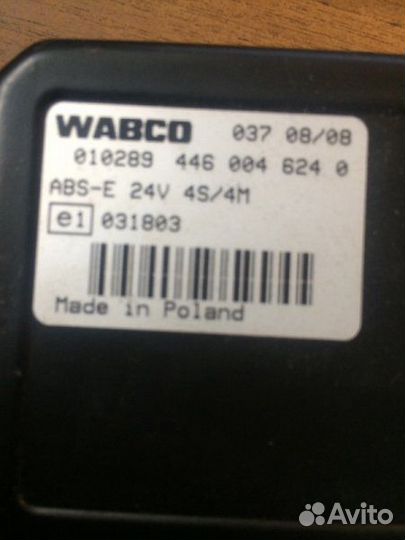 WABCO 037 08/08
010289 446 004 624 0
ABS-E 24V 4S/4M
e1 031803
Made in Poland
Avito